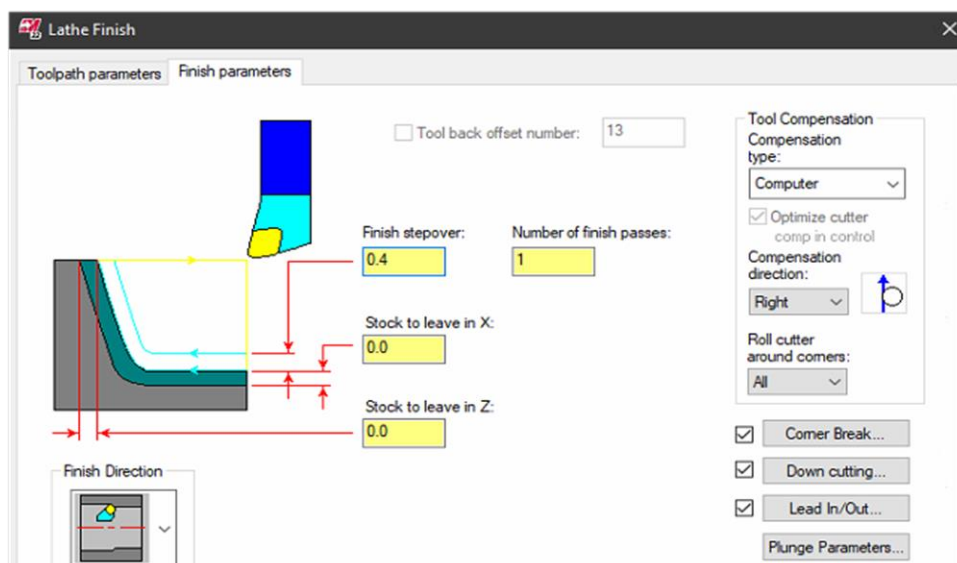 Lathe Finish
Toolpath parameters
Finish parameters
Tool back offset number:
13
Finish stepover:
0.4
Number of finish passes:
1
Stock to leave in X:
0.0
Stock to leave in Z:
0.0
Finish Direction
Tool Compensation
Compensation
type:
Computer
Optimize cutter
comp in control
Compensation
direction:
Right
Roll cutter
around corners:
All
Corner Break...
Down cutting...
Lead In/Out...
Plunge Parameters...